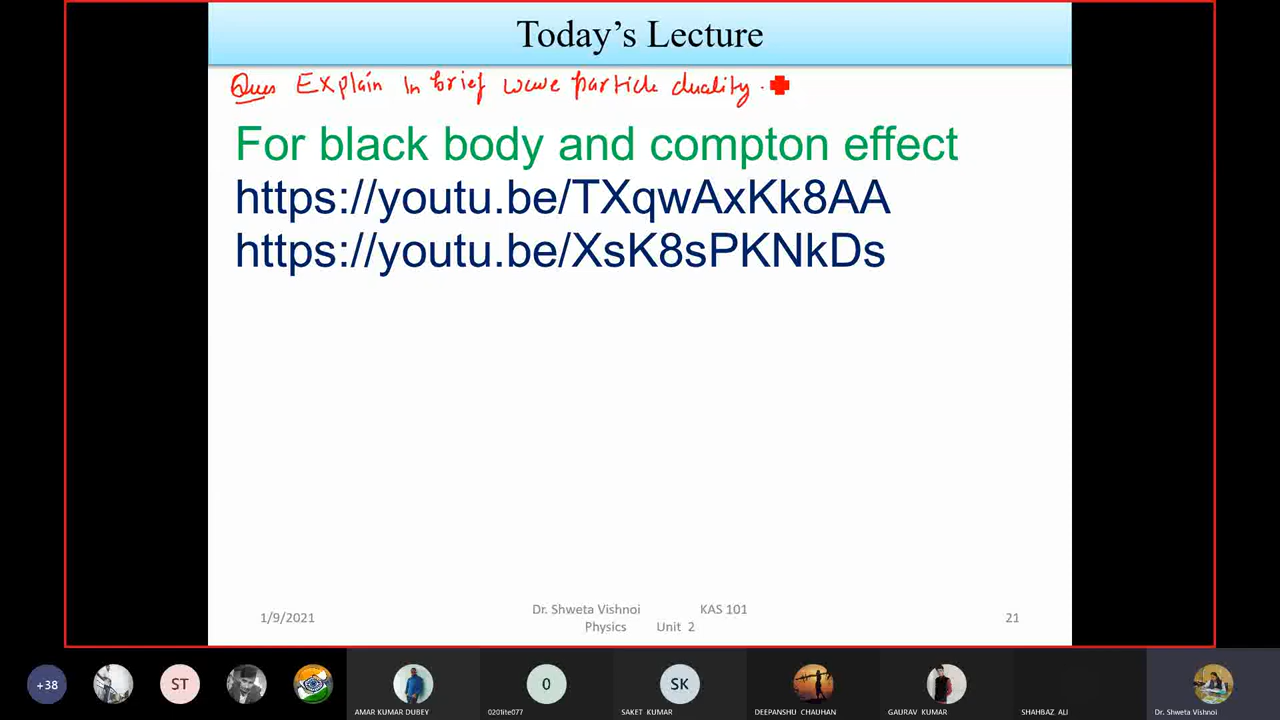 Today's Lecture
Ques Explain in brief wave particle duality.
For black body and compton effect
https://youtu.be/TXqwAxKk8AA
https://youtu.be/XsK8sPKNkDs
1/9/2021
Dr. Shweta Vishnoi KAS 101
Physics Unit 2
21
+38
ST
0
SK
AMAR KUMAR DUBEY
0201ite077
SAKET KUMAR
DEEPANSHU CHAUHAN
GAURAV KUMAR
SHAHBAZ ALI
Dr. Shweta Vishnoi